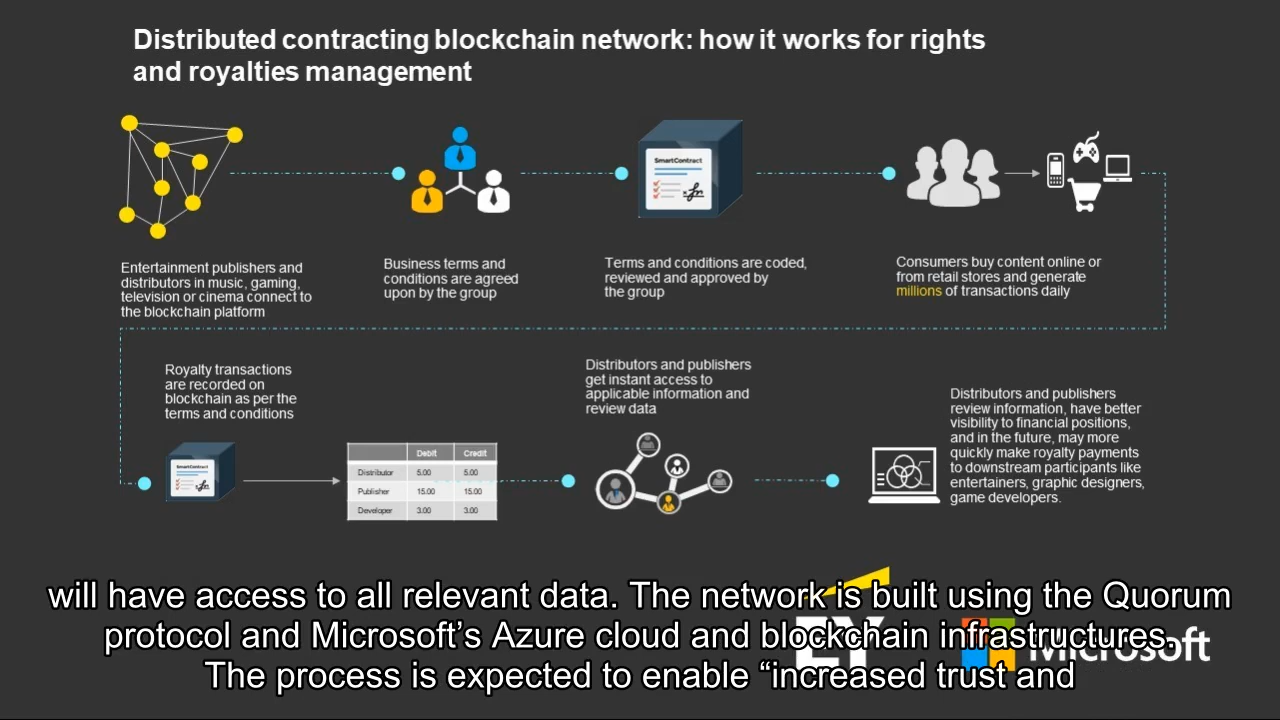 Distributed contracting blockchain network: how it works for rights
and royalties management
SmartContract
Entertainment publishers and
distributors in music, gaming,
television or cinema connect to
the blockchain platform
Business terms and
conditions are agreed
upon by the group
Terms and conditions are coded,
reviewed and approved by
the group
Consumers buy content online or
from retail stores and generate
millions of transactions daily
Royalty transactions
are recorded on
blockchain as per the
terms and conditions
SmartContract
Debit Credit
Distributor 5.00 5.00
Publisher 15.00 15.00
Developer 3.00 3.00
Distributors and publishers
get instant access to
applicable information and
review data
Distributors and publishers
review information, have better
visibility to financial positions,
and in the future, may more
quickly make royalty payments
to downstream participants like
entertainers, graphic designers,
game developers.
EY
Microsoft
will have access to all relevant data. The network is built using the Quorum
protocol and Microsoft’s Azure cloud and blockchain infrastructures.
The process is expected to enable “increased trust and